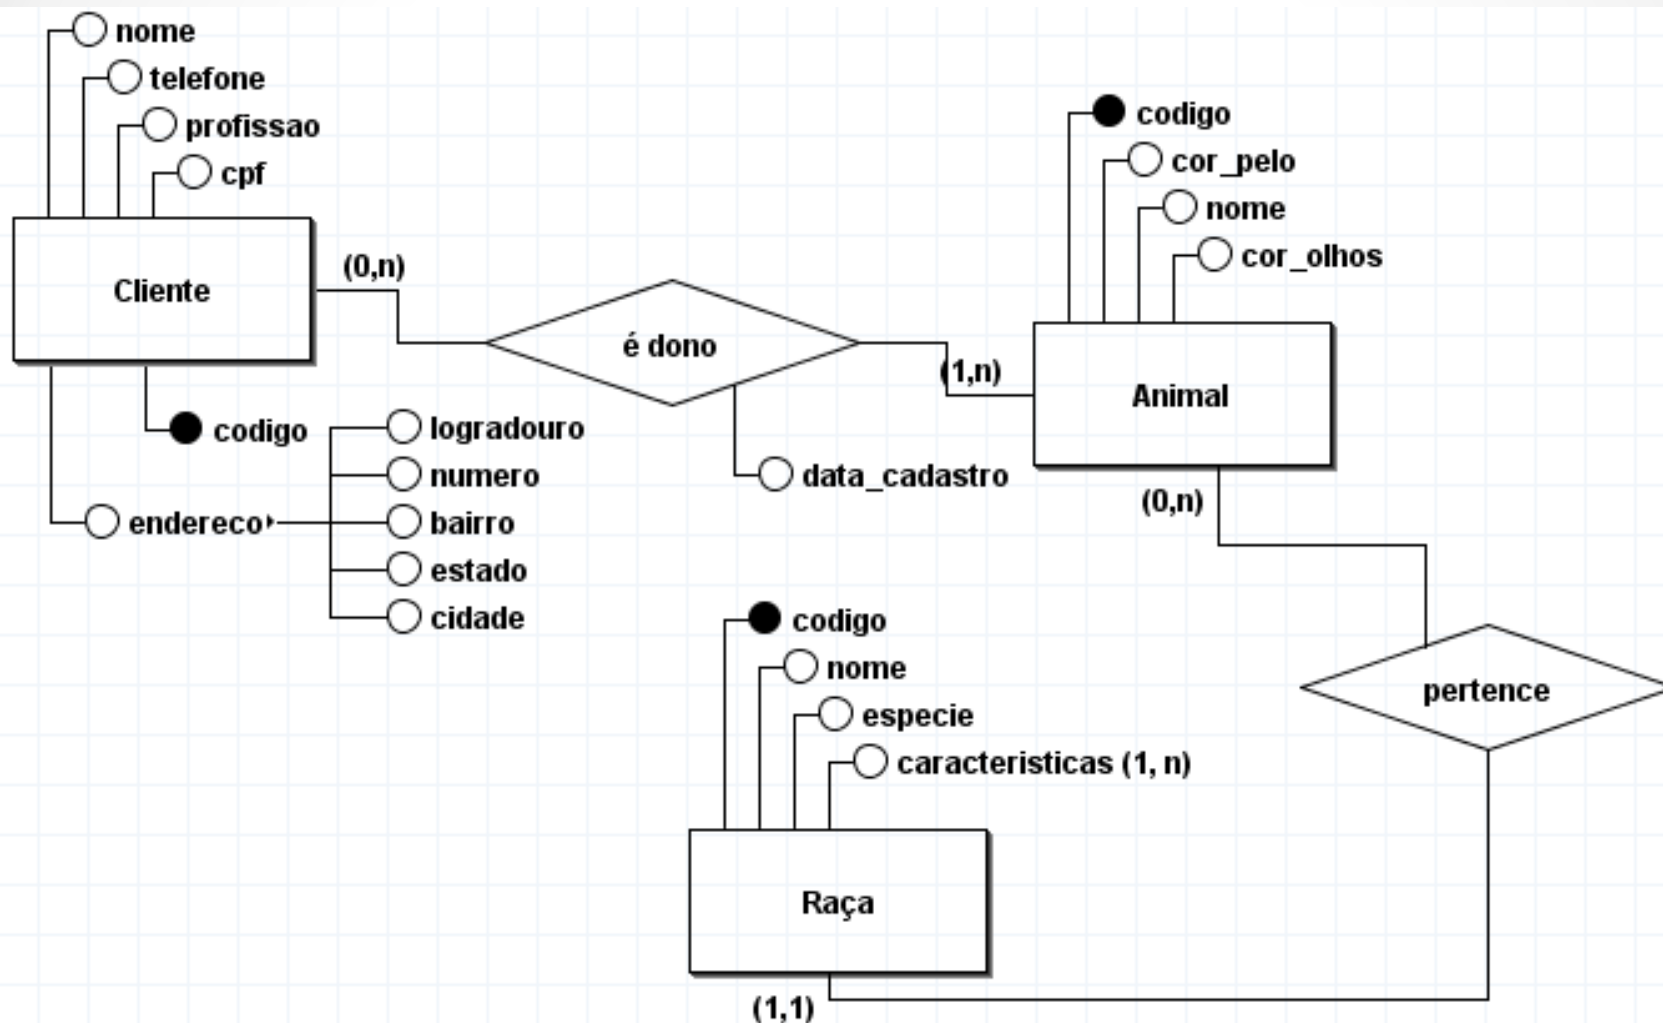 nome
telefone
profissao
cpf
Cliente
(0,n)
é dono
(1,n)
codigo
cor_pelo
nome
cor_olhos
Animal
codigo
endereco
logradouro
numero
bairro
estado
cidade
data_cadastro
(0,n)
pertence
codigo
nome
especie
caracteristicas (1, n)
Raça
(1,1)